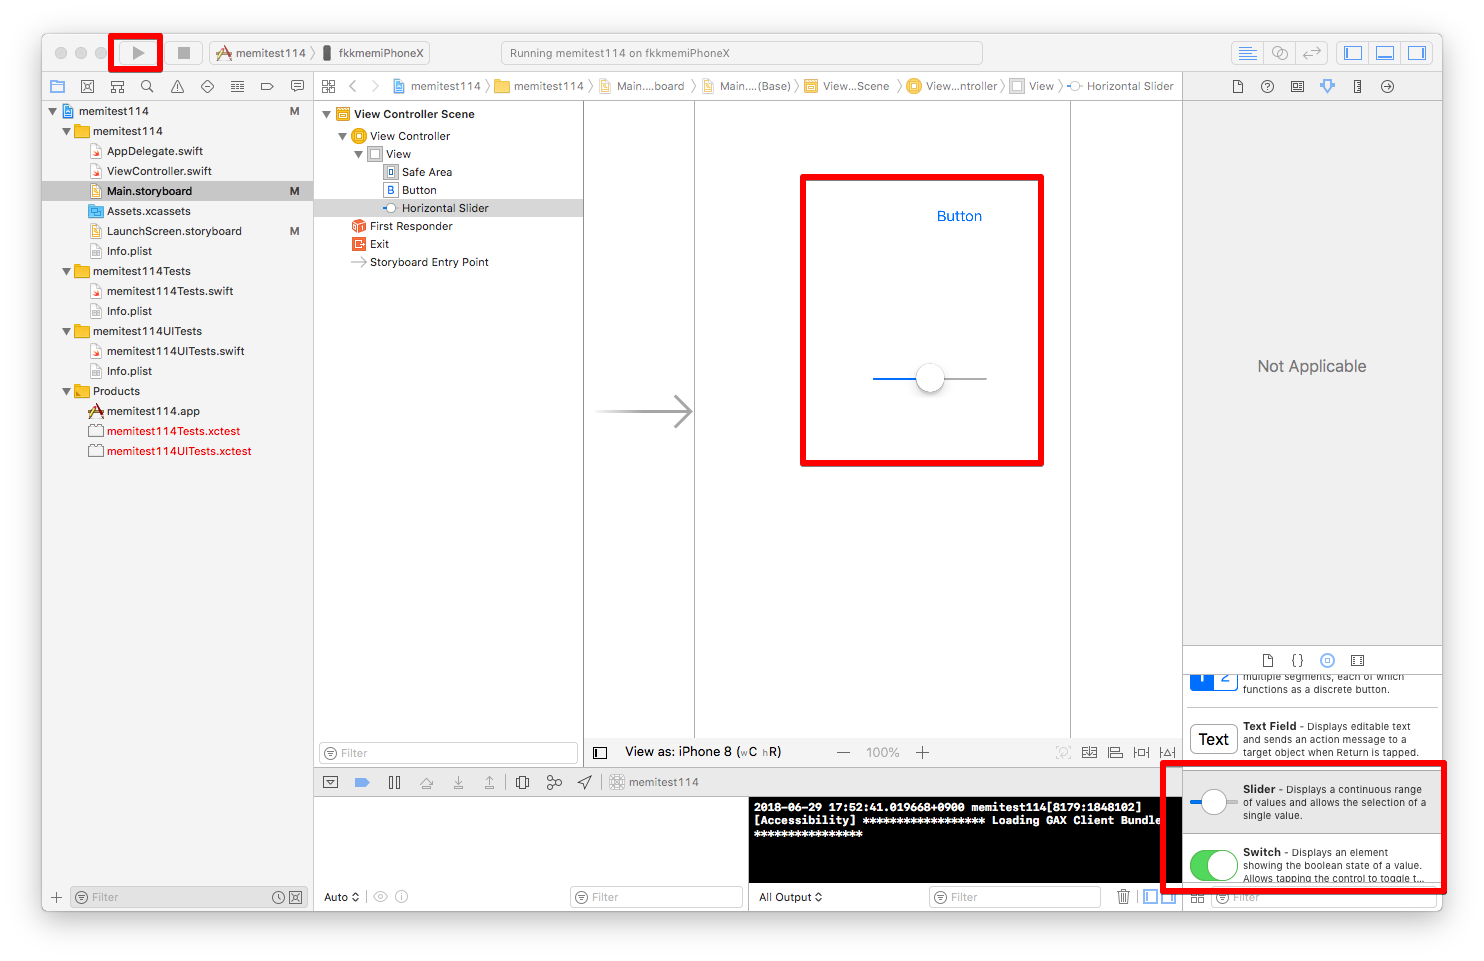 memitest114 〉 fkkmemiPhoneX
Running memitest114 on fkkmemiPhoneX
memitest114 〉 memitest114 〉 Main....board 〉 Main....(Base) 〉 View...Scene 〉 View...ntroller 〉 View 〉 Horizontal Slider
memitest114 M
memitest114
AppDelegate.swift
ViewController.swift
Main.storyboard M
Assets.xcassets
LaunchScreen.storyboard M
Info.plist
memitest114Tests
memitest114Tests.swift
Info.plist
memitest114UITests
memitest114UITests.swift
Info.plist
Products
memitest114.app
memitest114Tests.xctest
memitest114UITests.xctest
Filter
View Controller Scene
View Controller
View
Safe Area
B Button
Horizontal Slider
First Responder
Exit
Storyboard Entry Point
Filter
Button
View as: iPhone 8 (wC hR)
— 100% +
Not Applicable
1 2
multiple segments, each of which
functions as a discrete button.
Text
Text Field - Displays editable text
and sends an action message to a
target object when Return is tapped.
Slider - Displays a continuous range
of values and allows the selection of a
single value.
Switch - Displays an element
showing the boolean state of a value.
Allows tapping the control to toggle t...
Filter
memitest114
2018-06-29 17:52:41.019668+0900 memitest114[8179:1848102]
[Accessibility] ****************** Loading GAX Client Bundle
****************
Auto
Filter
All Output
Filter